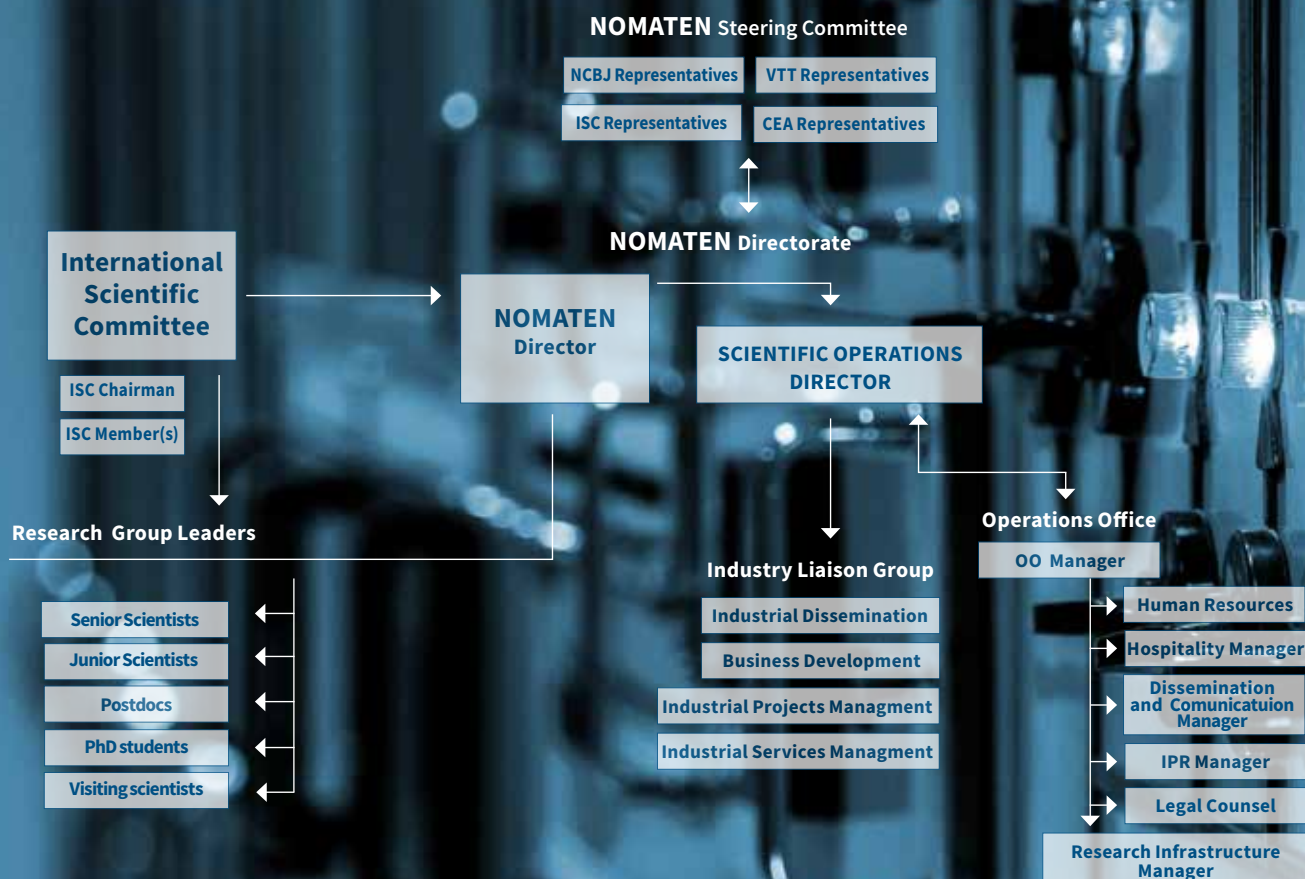 NOMATEN Steering Committee
NCBJ Representatives
VTT Representatives
ISC Representatives
CEA Representatives
NOMATEN Directorate
International
Scientific
Committee
ISC Chairman
ISC Member(s)
NOMATEN
Director
SCIENTIFIC OPERATIONS
DIRECTOR
Research Group Leaders
Senior Scientists
Junior Scientists
Postdocs
PhD students
Visiting scientists
Industry Liaison Group
Industrial Dissemination
Business Development
Industrial Projects Managment
Industrial Services Managment
Operations Office
OO Manager
Human Resources
Hospitality Manager
Dissemination
and Comunicatuion
Manager
IPR Manager
Legal Counsel
Research Infrastructure
Manager